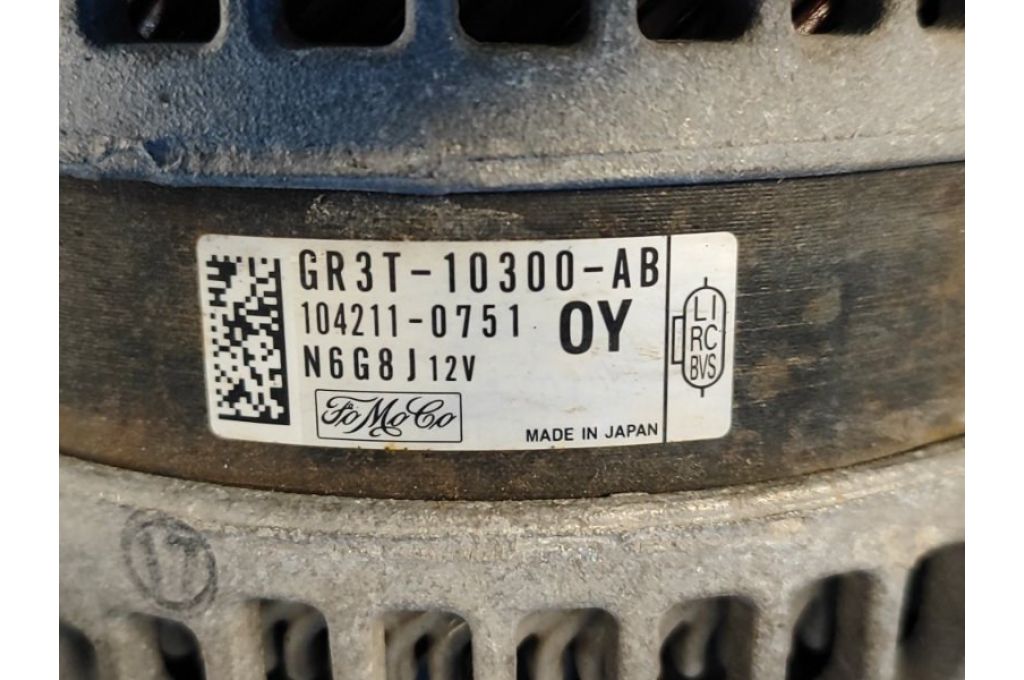 GR3T-10300-AB
104211-0751 OY
N6G8J 12V
FoMoCo
MADE IN JAPAN
LI
RC
BVS
17